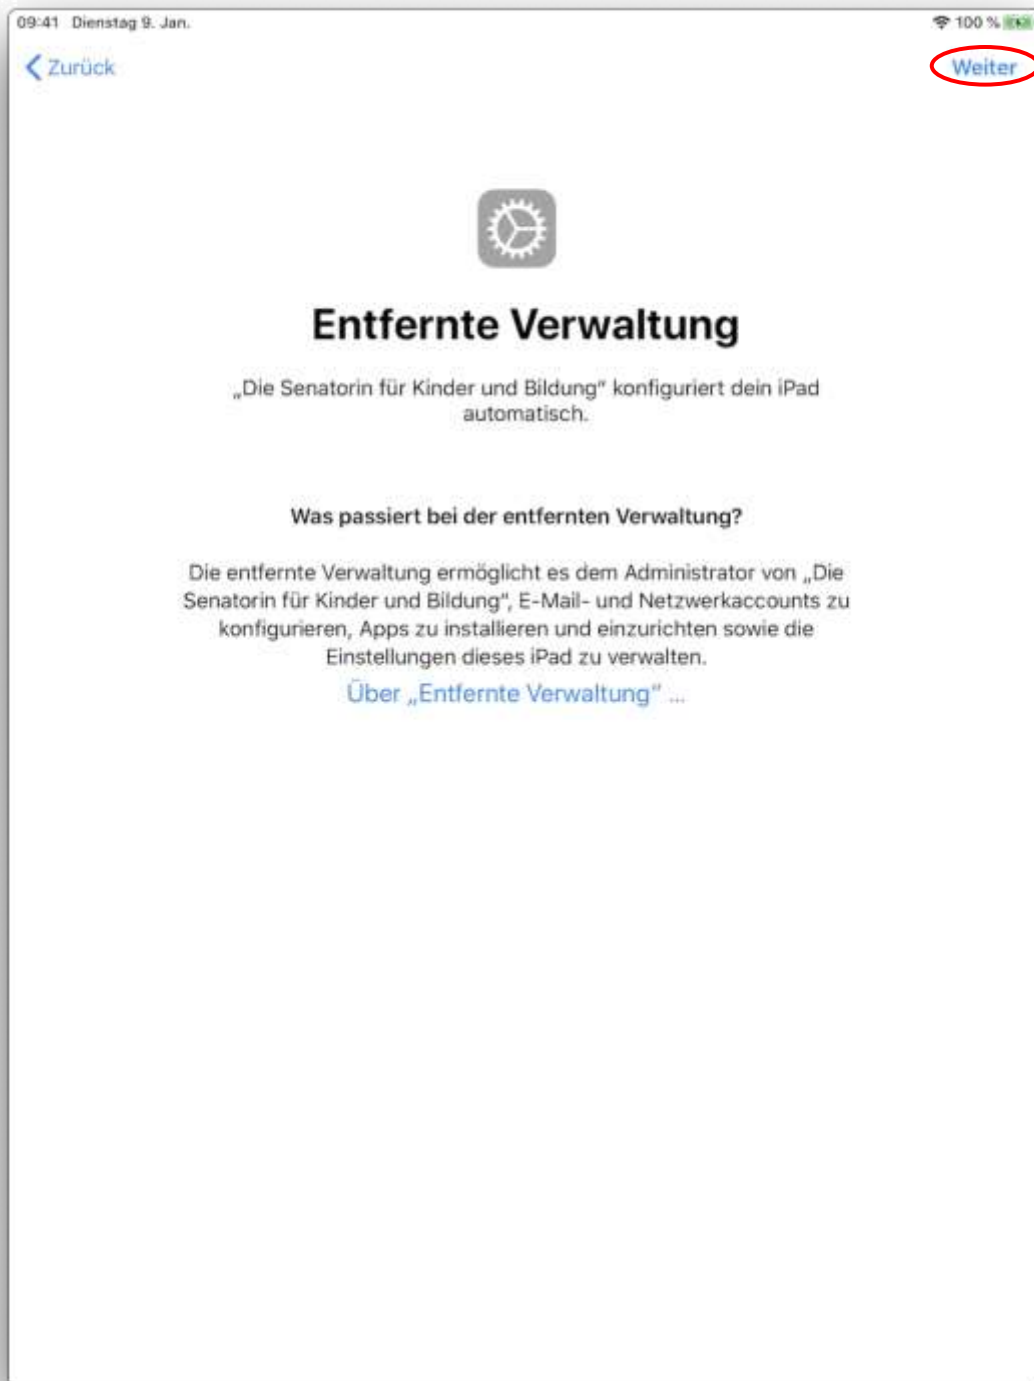 09:41 Dienstag 9. Jan.
100 %
Zurück
Weiter
Entfernte Verwaltung
„Die Senatorin für Kinder und Bildung“ konfiguriert dein iPad
automatisch.
Was passiert bei der entfernten Verwaltung?
Die entfernte Verwaltung ermöglicht es dem Administrator von „Die
Senatorin für Kinder und Bildung“, E-Mail- und Netzwerkaccounts zu
konfigurieren, Apps zu installieren und einzurichten sowie die
Einstellungen dieses iPad zu verwalten.
Über „Entfernte Verwaltung“ ...